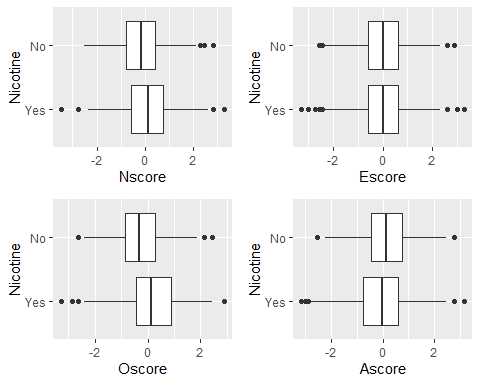 Nicotine
No
Yes
-2
0
2
Nscore
Nicotine
No
Yes
-2
0
2
Escore
Nicotine
No
Yes
-2
0
2
Oscore
Nicotine
No
Yes
-2
0
2
Ascore